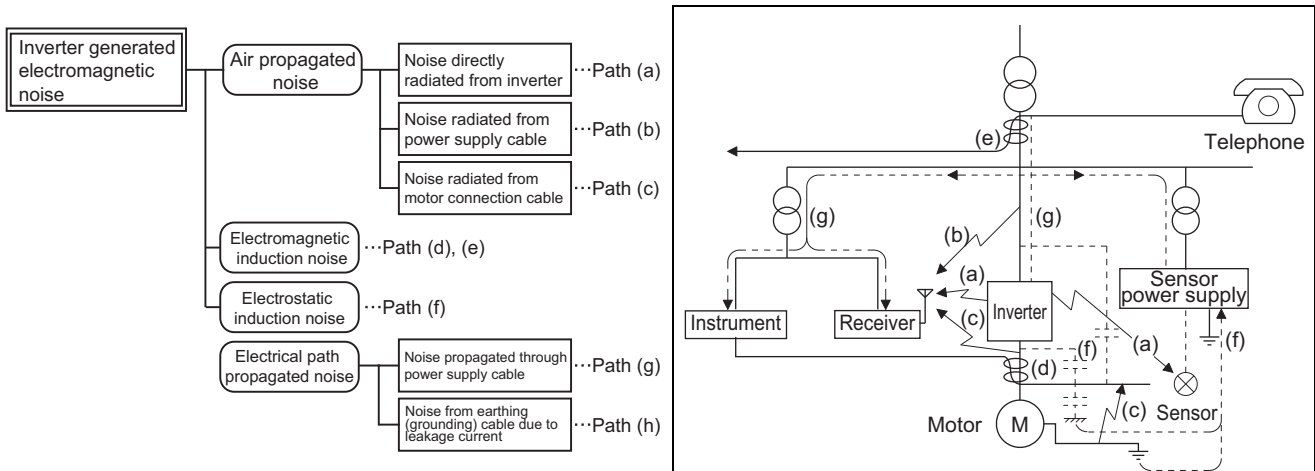 Inverter generated
electromagnetic
noise
Air propagated
noise
Noise directly
radiated from inverter
···Path (a)
Noise radiated from
power supply cable
···Path (b)
Noise radiated from
motor connection cable
···Path (c)
Electromagnetic
induction noise
···Path (d), (e)
Electrostatic
induction noise
···Path (f)
Electrical path
propagated noise
Noise propagated through
power supply cable
···Path (g)
Noise from earthing
(grounding) cable due to
leakage current
···Path (h)
Telephone
(e)
(g)
(g)
(b)
(a)
Sensor
power supply
Instrument
Receiver
Inverter
(c)
(f)
(a)
(f)
(d)
Sensor
(c)
Motor
M